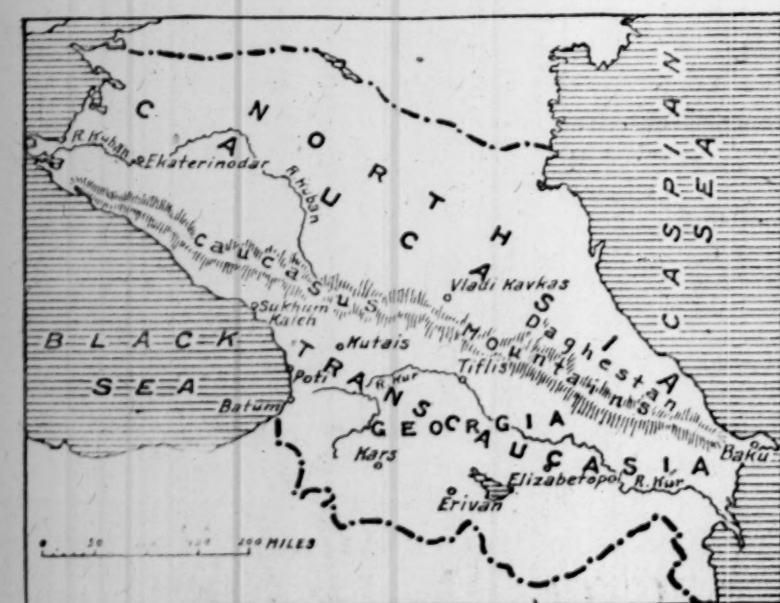 NORTH
CAUCASIA
CASPIAN
SEA
R. Kuban
Ekaterinodar
R. Kuban
Caucasus Mountains
Vladi Kavkas
Daghestan
Sukhum
Kaleh
BLACK
SEA
Kutais
Poti
TRANSCAUCASIA
R. Kur
Tiflis
Batum
GEORGIA
Kars
Baku
Elizabetopol
R. Kur
Erivan
0 50 200 MILES